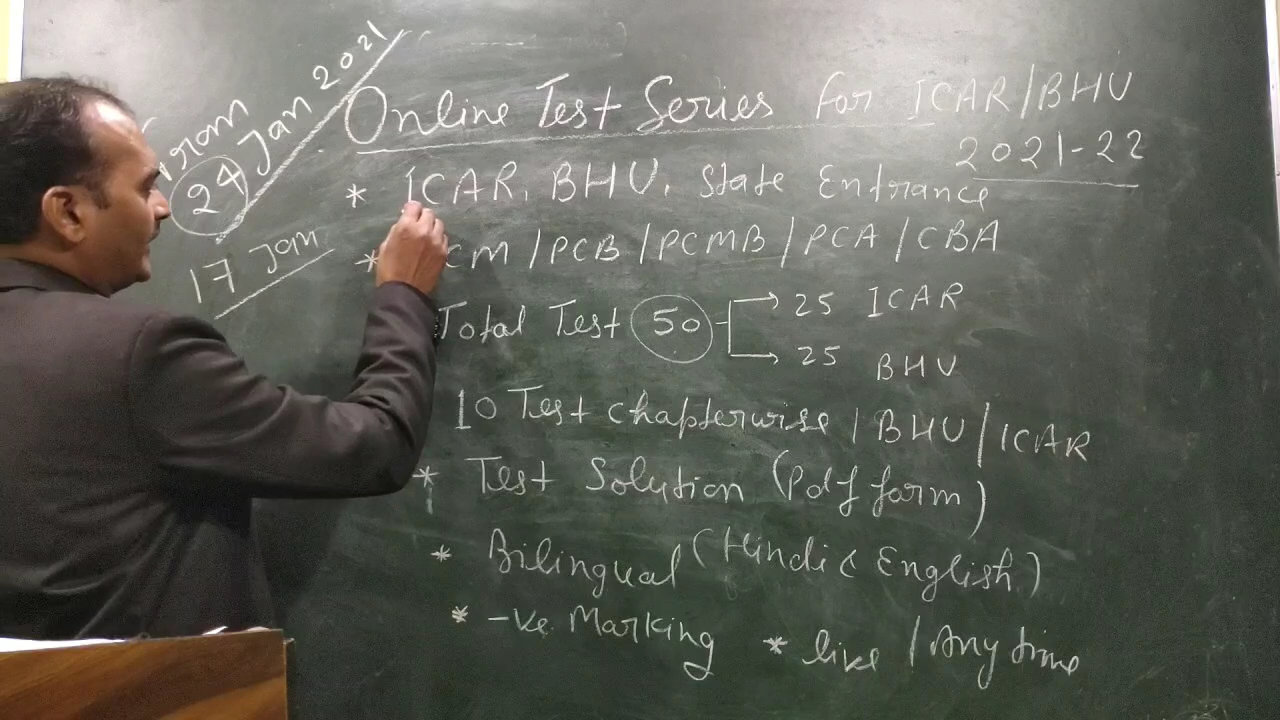 From
24 Jan 2021
17 Jan
Online Test Series for ICAR/BHU
2021-22
* ICAR, BHU, State Entrance
* CM / PCB / PCMB / PCA / CBA
Total Test 50
25 ICAR
25 BHU
10 Test chapterwise / BHU / ICAR
* Test Solution (Pdf form)
* Bilingual (Hindi & English)
* -ve Marking * live / Any time